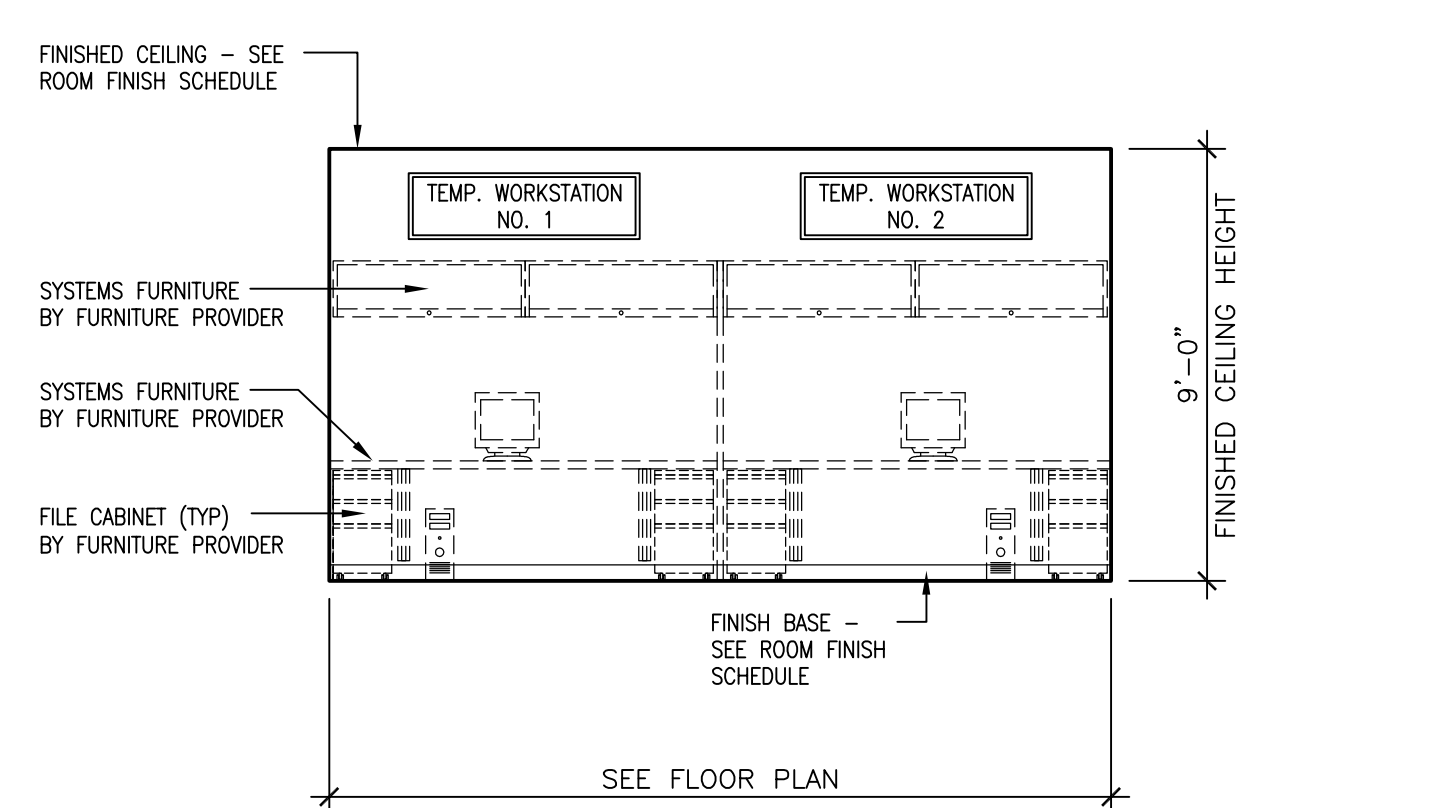 FINISHED CEILING – SEE
ROOM FINISH SCHEDULE
TEMP. WORKSTATION
NO. 1
TEMP. WORKSTATION
NO. 2
SYSTEMS FURNITURE
BY FURNITURE PROVIDER
SYSTEMS FURNITURE
BY FURNITURE PROVIDER
FILE CABINET (TYP)
BY FURNITURE PROVIDER
9'–0"
FINISHED CEILING HEIGHT
FINISH BASE –
SEE ROOM FINISH
SCHEDULE
SEE FLOOR PLAN